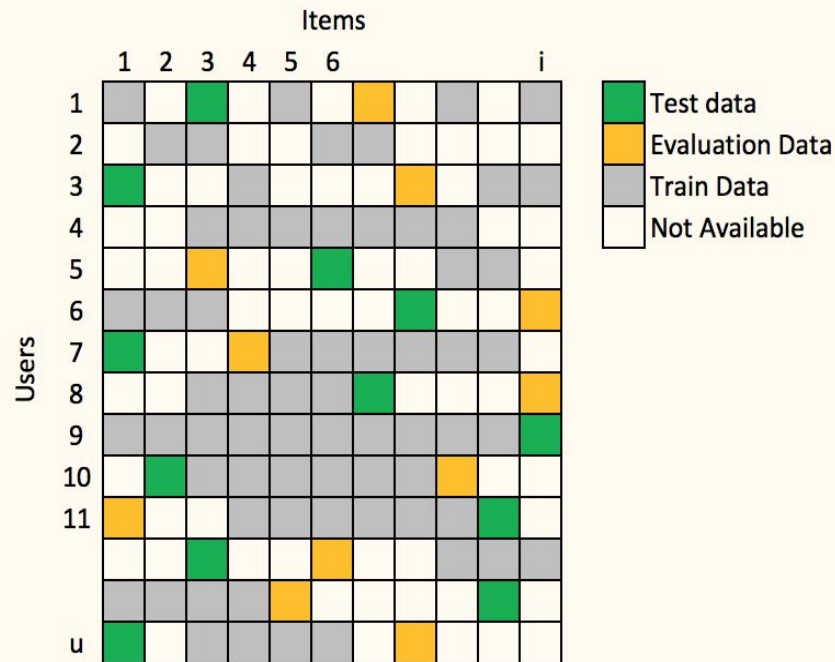 Items
1 2 3 4 5 6 i
Users
1
2
3
4
5
6
7
8
9
10
11
u
Test data
Evaluation Data
Train Data
Not Available